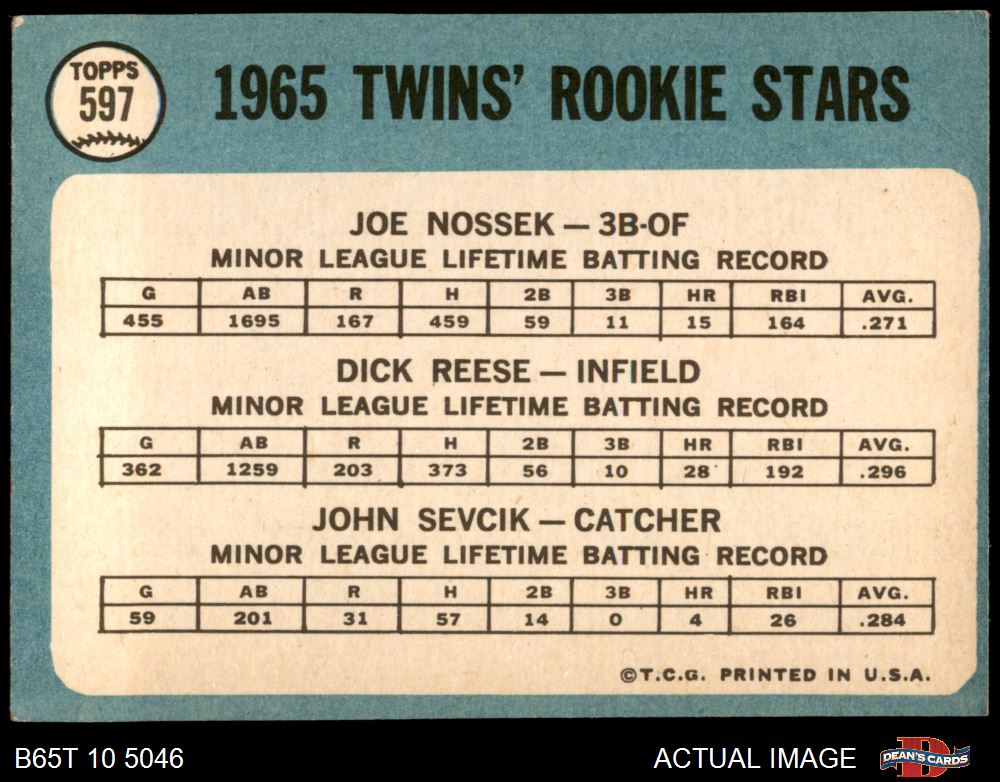 TOPPS
597
1965 TWINS' ROOKIE STARS
JOE NOSSEK — 3B-OF
MINOR LEAGUE LIFETIME BATTING RECORD
G AB R H 2B 3B HR RBI AVG.
455 1695 167 459 59 11 15 164 .271
DICK REESE — INFIELD
MINOR LEAGUE LIFETIME BATTING RECORD
G AB R H 2B 3B HR RBI AVG.
362 1259 203 373 56 10 28 192 .296
JOHN SEVCIK — CATCHER
MINOR LEAGUE LIFETIME BATTING RECORD
G AB R H 2B 3B HR RBI AVG.
59 201 31 57 14 0 4 26 .284
©T.C.G. PRINTED IN U.S.A.
B65T 10 5046 ACTUAL IMAGE
DEAN'S CARDS